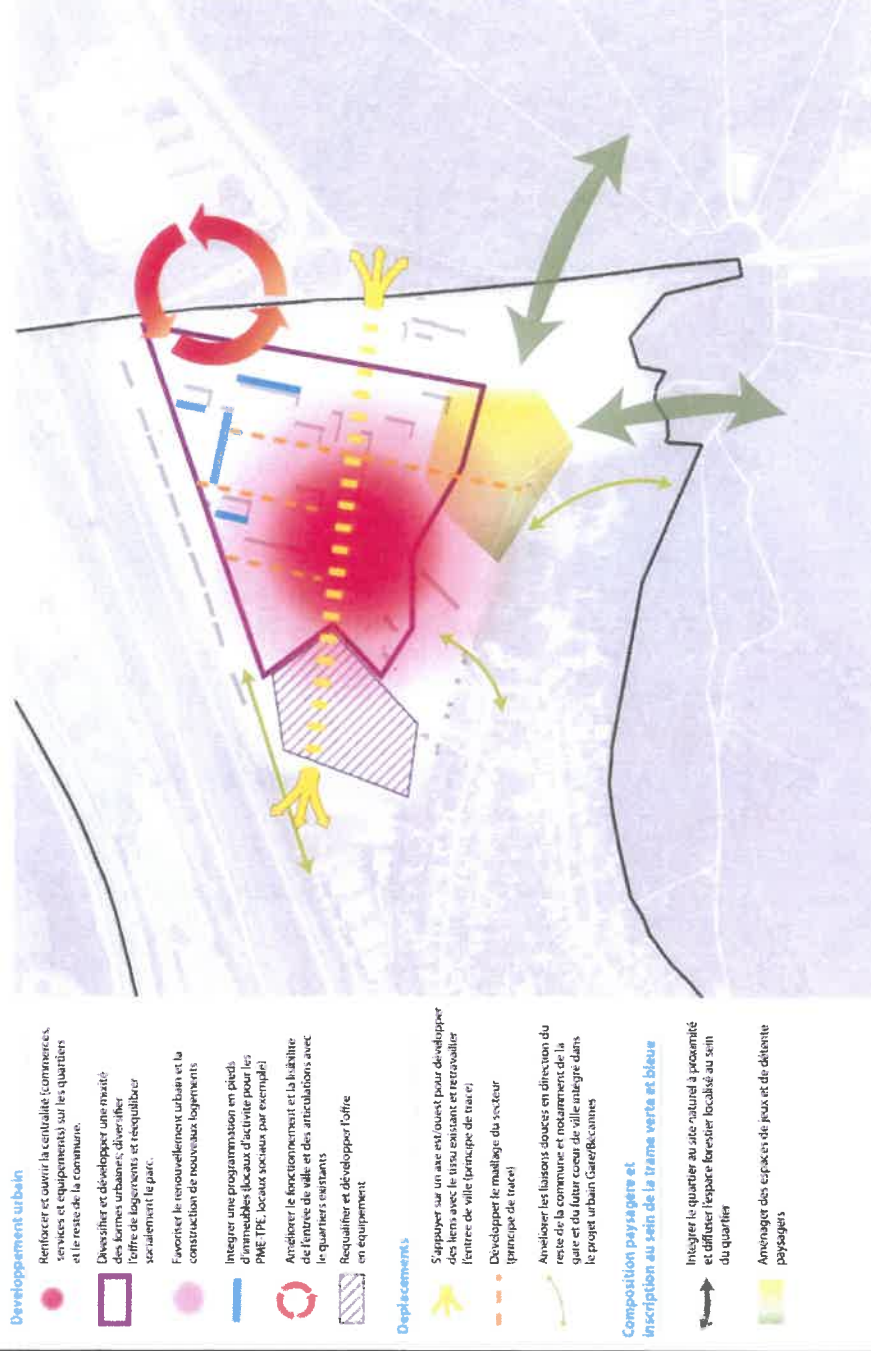 Développement urbain
Renforcer et ouvrir la centralité (commerces,
services et équipements) sur les quartiers
et le reste de la commune.
Diversifier et développer une mixité
des formes urbaines; diversifier
l'offre de logements et rééquilibrer
socialement le parc.
Favoriser le renouvellement urbain et la
construction de nouveaux logements
Integrer une programmation en pieds
d'immeubles (locaux d'activité pour les
PME-TPE, locaux sociaux par exemple)
Améliorer le fonctionnement et la lisibilité
de l'entrée de ville et des articulations avec
le quartiers existants
Requalifier et développer l'offre
en équipement
Deplacements
S'appuyer sur un axe est/ouest pour développer
des liens avec le tissu existant et retravailler
l'entrée de ville (principe de tracé)
Développer le maillage du secteur
(principe de tracé)
Améliorer les liaisons douces en direction du
reste de la commune et notamment de la
gare et du futur coeur de ville intégré dans
le projet urbain Gare/Bécannes
Composition paysagère et
inscription au sein de la trame verte et bleue
Intégrer le quartier au site naturel à proximité
et diffuser l'espace forestier localisé au sein
du quartier
Aménager des espaces de jeux et de détente
paysagers